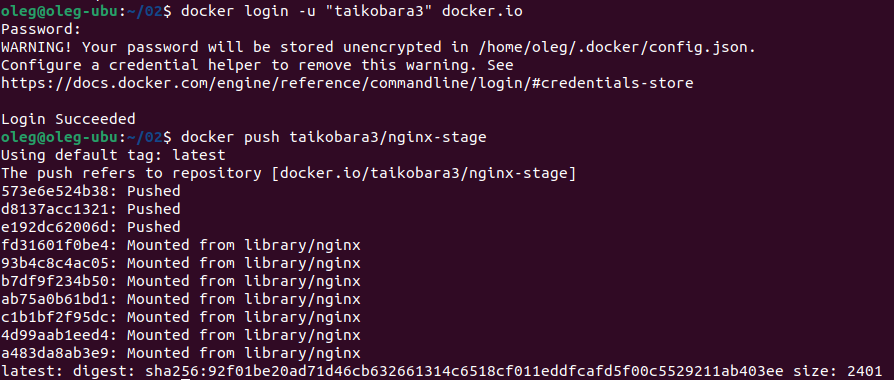 oleg@oleg-ubu:~/02$ docker login -u "taikobara3" docker.io
Password:
WARNING! Your password will be stored unencrypted in /home/oleg/.docker/config.json.
Configure a credential helper to remove this warning. See
https://docs.docker.com/engine/reference/commandline/login/#credentials-store

Login Succeeded
oleg@oleg-ubu:~/02$ docker push taikobara3/nginx-stage
Using default tag: latest
The push refers to repository [docker.io/taikobara3/nginx-stage]
573e6e524b38: Pushed
d8137acc1321: Pushed
e192dc62006d: Pushed
fd31601f0be4: Mounted from library/nginx
93b4c8c4ac05: Mounted from library/nginx
b7df9f234b50: Mounted from library/nginx
ab75a0b61bd1: Mounted from library/nginx
c1b1bf2f95dc: Mounted from library/nginx
4d99aab1eed4: Mounted from library/nginx
a483da8ab3e9: Mounted from library/nginx
latest: digest: sha256:92f01be20ad71d46cb632661314c6518cf011eddfcafd5f00c5529211ab403ee size: 2401